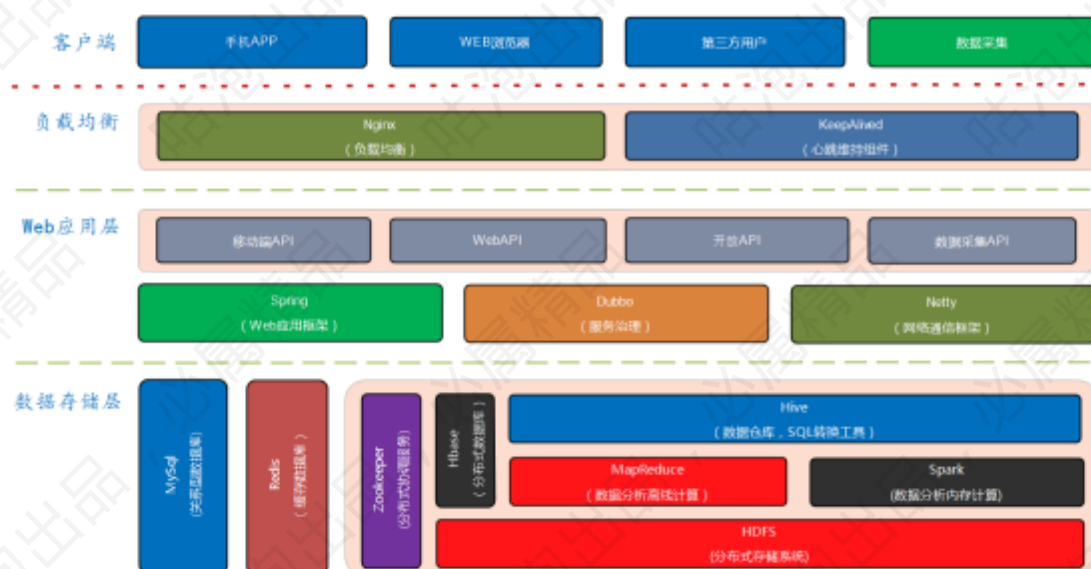 客户端
手机APP
WEB浏览器
第三方用户
数据采集
负载均衡
Nginx
（负载均衡）
KeepAlived
（心跳维持组件）
Web应用层
移动端API
WebAPI
开放API
数据采集API
Spring
（Web应用框架）
Dubbo
（服务治理）
Netty
（网络通信框架）
数据存储层
MySql
(关系型数据库)
Redis
（缓存数据库）
Zookeeper
(分布式协调服务)
Hbase
（分布式数据库）
Hive
（数据仓库，SQL转换工具）
MapReduce
（数据分析离线计算）
Spark
(数据分析内存计算)
HDFS
(分布式存储系统)
咕泡出品
必属精品